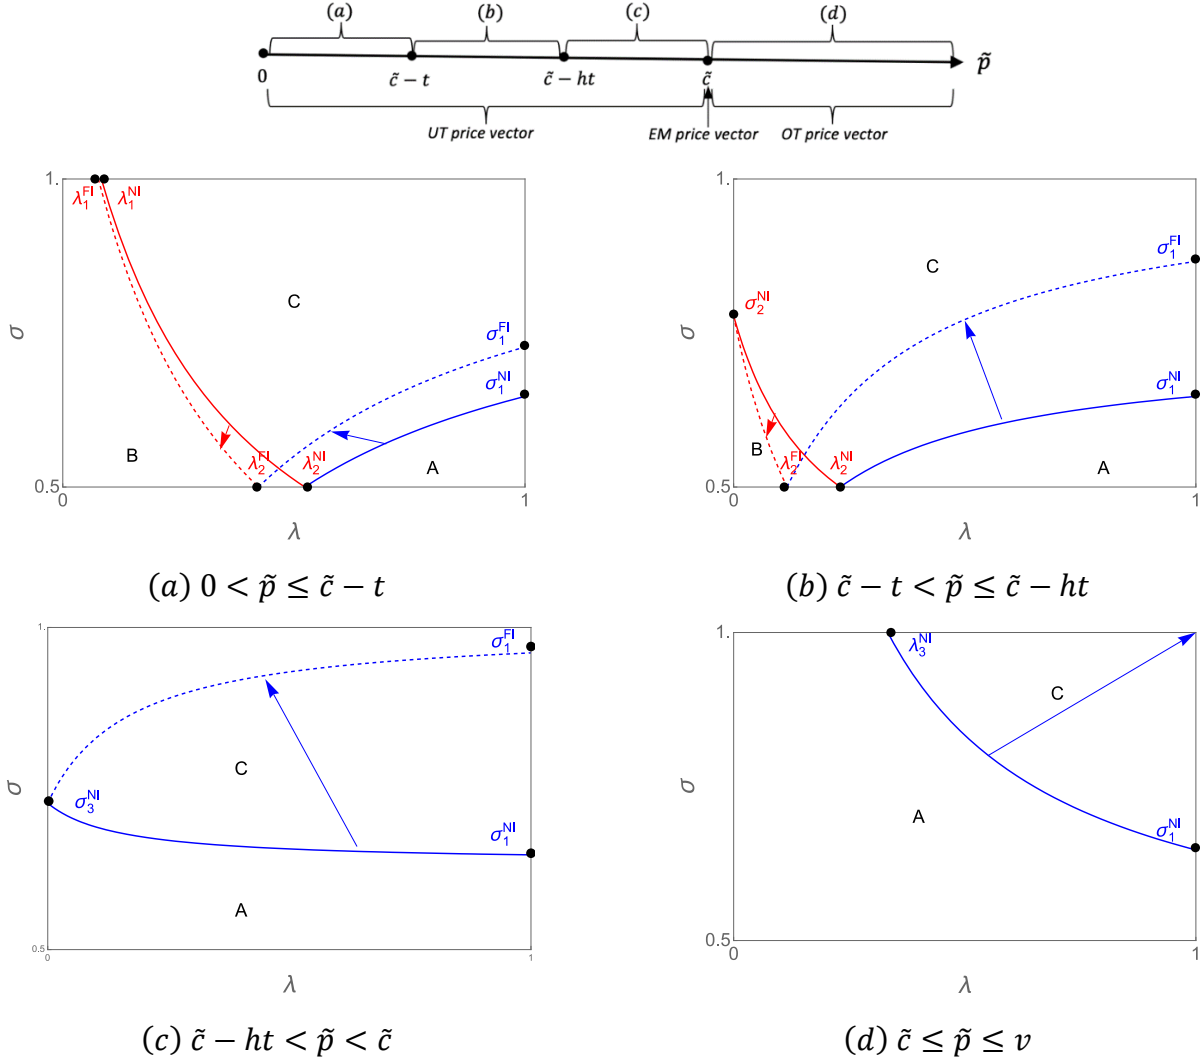 (a) (b) (c) (d)
0 c̃ − t c̃ − ht c̃ p̃
UT price vector EM price vector OT price vector
1.
λ₁^FI λ₁^NI
C
σ
σ₁^FI
σ₁^NI
B
λ₂^FI λ₂^NI
A
0.5
0 1
λ
(a) 0 < p̃ ≤ c̃ − t
1.
σ₁^FI
C
σ₂^NI
σ
σ₁^NI
B
λ₂^FI λ₂^NI
A
0.5
0 1
λ
(b) c̃ − t < p̃ ≤ c̃ − ht
1.
σ₁^FI
C
σ
σ₃^NI
σ₁^NI
A
0.5
0 1
λ
(c) c̃ − ht < p̃ < c̃
1.
λ₃^NI
C
σ
A
σ₁^NI
0.5
0 1
λ
(d) c̃ ≤ p̃ ≤ v